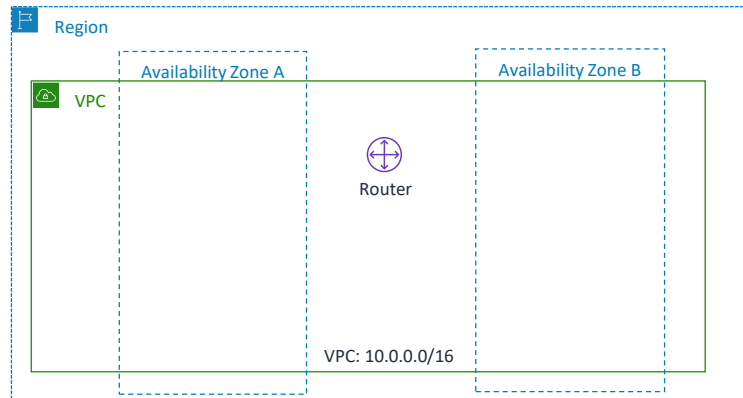 Region
Availability Zone A
Availability Zone B
VPC
Router
VPC: 10.0.0.0/16